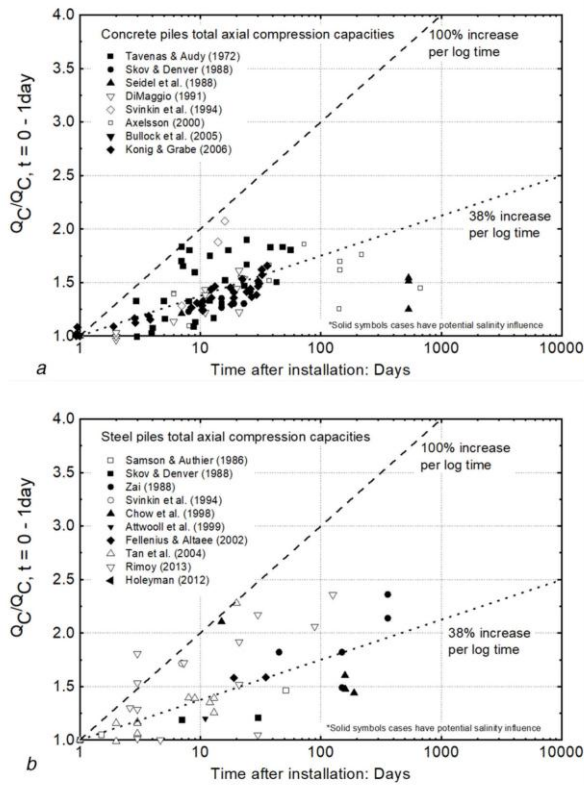 4.0
3.5
3.0
2.5
2.0
1.5
1.0
Q_C/Q_C, t = 0 - 1day
Concrete piles total axial compression capacities
Tavenas & Audy (1972)
Skov & Denver (1988)
Seidel et al. (1988)
DiMaggio (1991)
Svinkin et al. (1994)
Axelsson (2000)
Bullock et al. (2005)
Konig & Grabe (2006)
100% increase
per log time
38% increase
per log time
*Solid symbols cases have potential salinity influence
1 10 100 1000 10000
a
Time after installation: Days
4.0
3.5
3.0
2.5
2.0
1.5
1.0
Q_C/Q_C, t = 0 - 1day
Steel piles total axial compression capacities
Samson & Authier (1986)
Skov & Denver (1988)
Zai (1988)
Svinkin et al. (1994)
Chow et al. (1998)
Attwooll et al. (1999)
Fellenius & Altaee (2002)
Tan et al. (2004)
Rimoy (2013)
Holeyman (2012)
100% increase
per log time
38% increase
per log time
*Solid symbols cases have potential salinity influence
1 10 100 1000 10000
b
Time after installation: Days